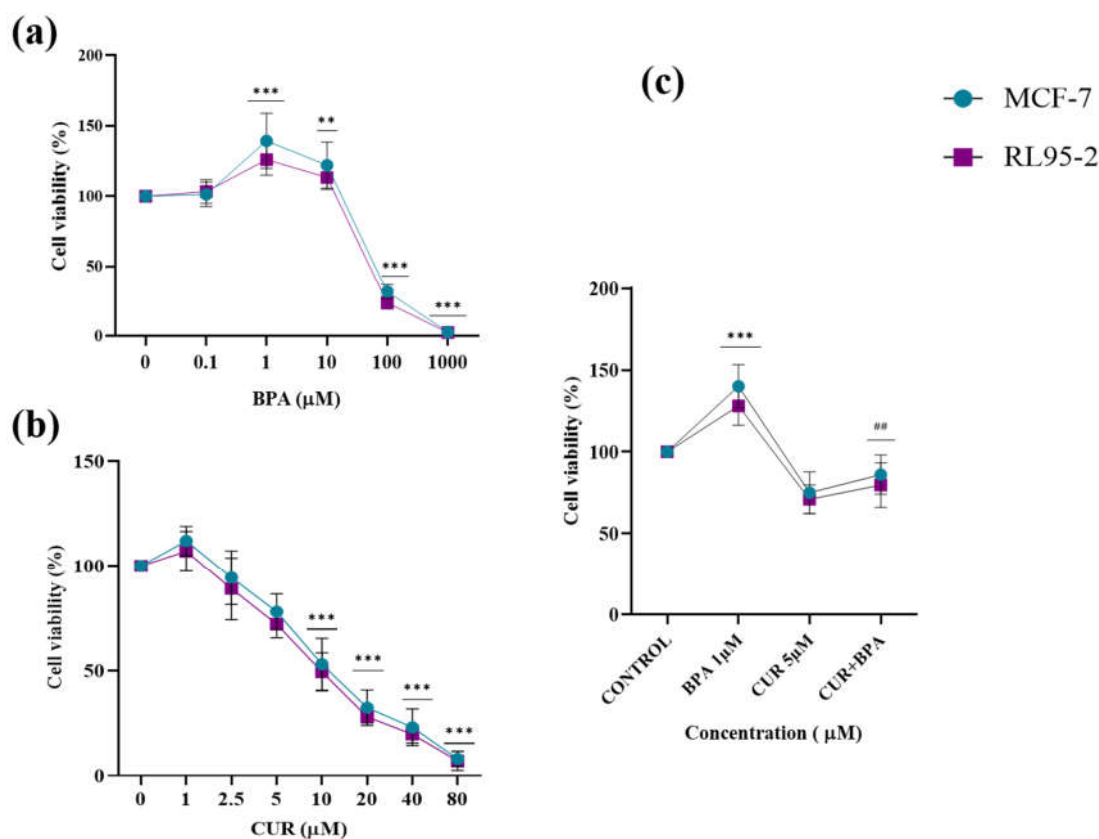 (a)
200
150
100
50
0
Cell viability (%)
***
**
***
***
0 0.1 1 10 100 1000
BPA (μM)
(b)
150
100
50
0
Cell viability (%)
***
***
***
***
0 1 2.5 5 10 20 40 80
CUR (μM)
(c)
MCF-7
RL95-2
200
150
100
50
0
Cell viability (%)
***
##
CONTROL
BPA 1μM
CUR 5μM
CUR+BPA
Concentration ( μM)